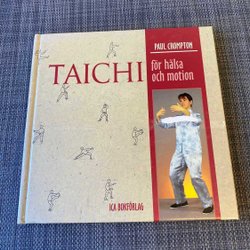 PAUL CROMPTON
TAICHI
för hälsa
och motion
ICA BOKFÖRLAG